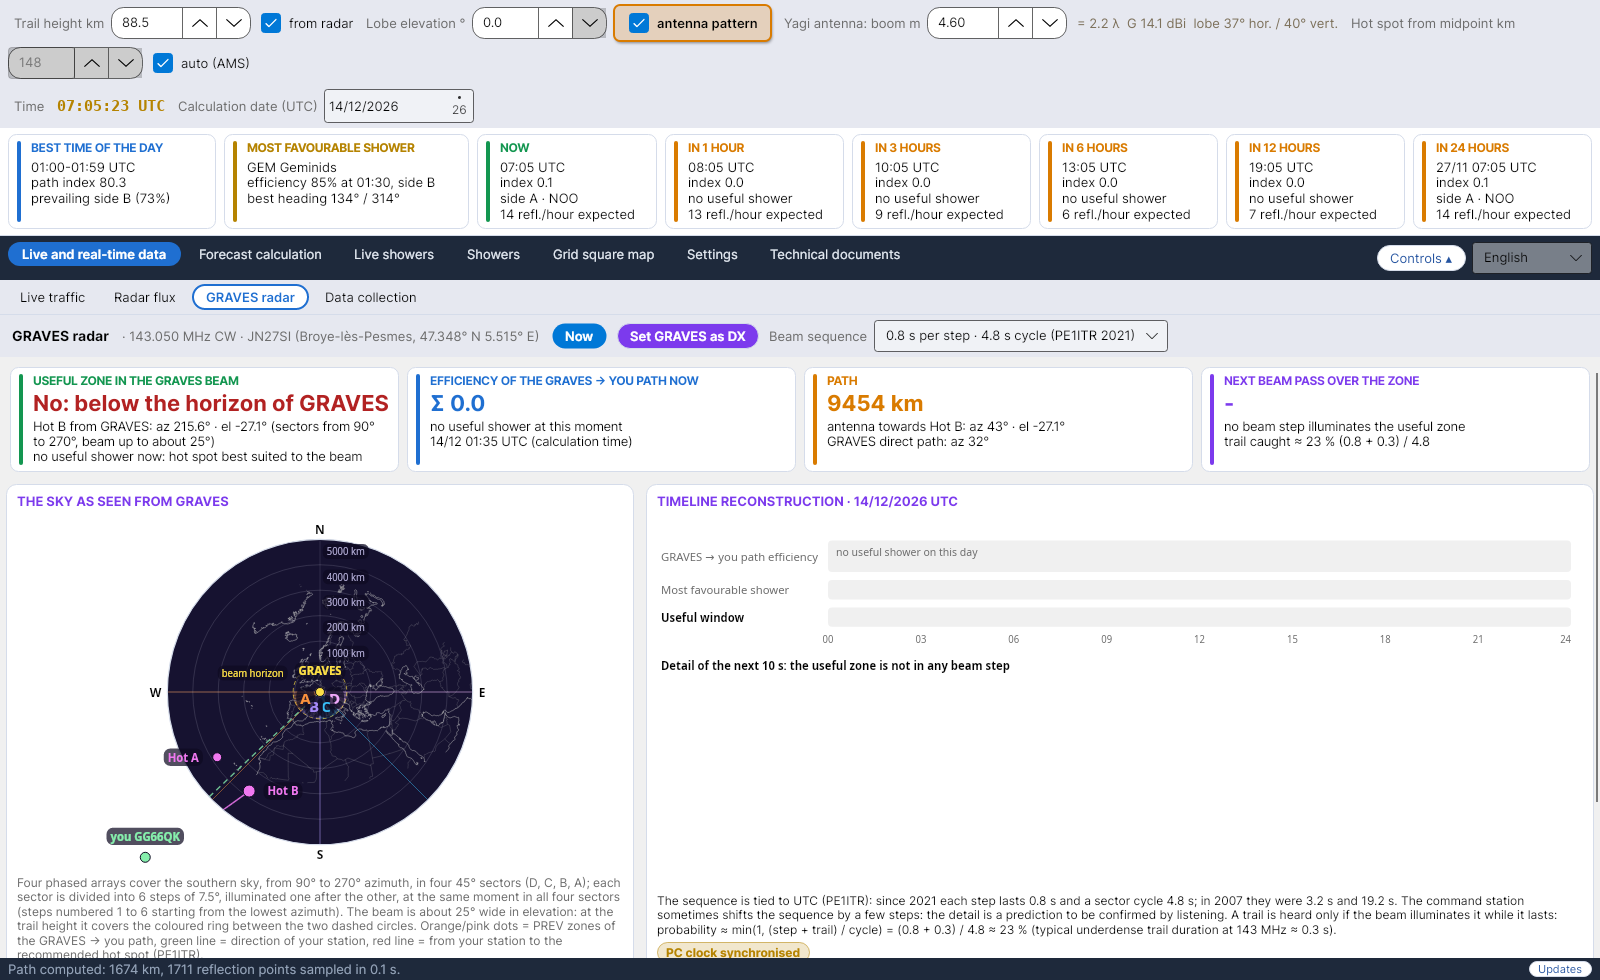 Trail height km 88.5 from radar Lobe elevation ° 0.0 antenna pattern Yagi antenna: boom m 4.60 = 2.2 λ G 14.1 dBi lobe 37° hor. / 40° vert. Hot spot from midpoint km
148 auto (AMS)
Time 07:05:23 UTC Calculation date (UTC) 14/12/2026 26
BEST TIME OF THE DAY
01:00-01:59 UTC
path index 80.3
prevailing side B (73%)
MOST FAVOURABLE SHOWER
GEM Geminids
efficiency 85% at 01:30, side B
best heading 134° / 314°
NOW
07:05 UTC
index 0.1
side A · NOO
14 refl./hour expected
IN 1 HOUR
08:05 UTC
index 0.0
no useful shower
13 refl./hour expected
IN 3 HOURS
10:05 UTC
index 0.0
no useful shower
9 refl./hour expected
IN 6 HOURS
13:05 UTC
index 0.0
no useful shower
6 refl./hour expected
IN 12 HOURS
19:05 UTC
index 0.0
no useful shower
7 refl./hour expected
IN 24 HOURS
27/11 07:05 UTC
index 0.1
side A · NOO
14 refl./hour expected
Live and real-time data Forecast calculation Live showers Showers Grid square map Settings Technical documents Controls ▴ English
Live traffic Radar flux GRAVES radar Data collection
GRAVES radar · 143.050 MHz CW · JN27SI (Broye-lès-Pesmes, 47.348° N 5.515° E) Now Set GRAVES as DX Beam sequence 0.8 s per step · 4.8 s cycle (PE1ITR 2021)
USEFUL ZONE IN THE GRAVES BEAM
No: below the horizon of GRAVES
Hot B from GRAVES: az 215.6° · el -27.1° (sectors from 90°
to 270°, beam up to about 25°)
no useful shower now: hot spot best suited to the beam
EFFICIENCY OF THE GRAVES → YOU PATH NOW
Σ 0.0
no useful shower at this moment
14/12 01:35 UTC (calculation time)
PATH
9454 km
antenna towards Hot B: az 43° · el -27.1°
GRAVES direct path: az 32°
NEXT BEAM PASS OVER THE ZONE
–
no beam step illuminates the useful zone
trail caught ≈ 23 % (0.8 + 0.3) / 4.8
THE SKY AS SEEN FROM GRAVES
N
5000 km
4000 km
3000 km
2000 km
1000 km
beam horizon GRAVES
W E
A D
B C
Hot A
Hot B
you GG66QK
S
Four phased arrays cover the southern sky, from 90° to 270° azimuth, in four 45° sectors (D, C, B, A); each
sector is divided into 6 steps of 7.5°, illuminated one after the other, at the same moment in all four sectors
(steps numbered 1 to 6 starting from the lowest azimuth). The beam is about 25° wide in elevation: at the
trail height it covers the coloured ring between the two dashed circles. Orange/pink dots = PREV zones of
the GRAVES → you path, green line = direction of your station, red line = from your station to the
recommended hot spot (PE1ITR).
TIMELINE RECONSTRUCTION · 14/12/2026 UTC
GRAVES → you path efficiency no useful shower on this day
Most favourable shower
Useful window
00 03 06 09 12 15 18 21 24
Detail of the next 10 s: the useful zone is not in any beam step
The sequence is tied to UTC (PE1ITR): since 2021 each step lasts 0.8 s and a sector cycle 4.8 s; in 2007 they were 3.2 s and 19.2 s. The command station
sometimes shifts the sequence by a few steps: the detail is a prediction to be confirmed by listening. A trail is heard only if the beam illuminates it while it lasts:
probability ≈ min(1, (step + trail) / cycle) = (0.8 + 0.3) / 4.8 ≈ 23 % (typical underdense trail duration at 143 MHz ≈ 0.3 s).
PC clock synchronised
Path computed: 1674 km, 1711 reflection points sampled in 0.1 s. Updates